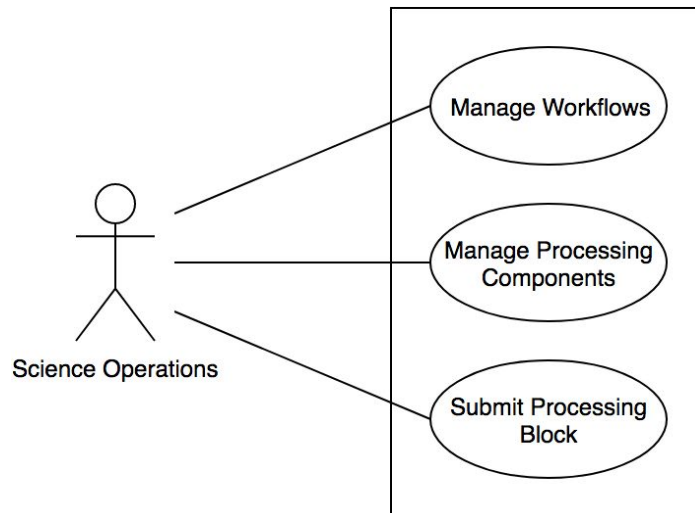 Manage Workflows
Manage Processing
Components
Science Operations
Submit Processing
Block